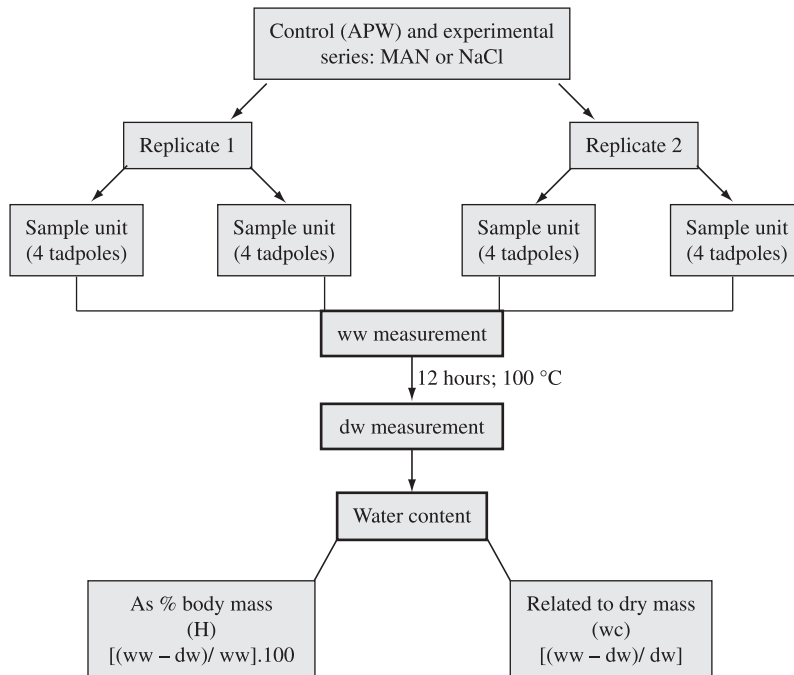 Control (APW) and experimental
series: MAN or NaCl
Replicate 1
Replicate 2
Sample unit
(4 tadpoles)
Sample unit
(4 tadpoles)
Sample unit
(4 tadpoles)
Sample unit
(4 tadpoles)
ww measurement
12 hours; 100 °C
dw measurement
Water content
As % body mass
(H)
[(ww – dw)/ ww].100
Related to dry mass
(wc)
[(ww – dw)/ dw]